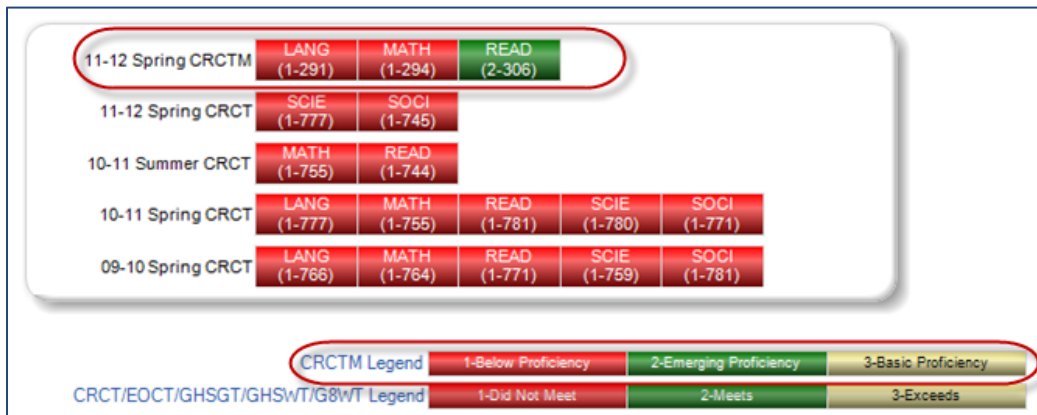 11-12 Spring CRCTM LANG MATH READ
(1-291) (1-294) (2-306)
11-12 Spring CRCT SCIE SOCI
(1-777) (1-745)
10-11 Summer CRCT MATH READ
(1-755) (1-744)
10-11 Spring CRCT LANG MATH READ SCIE SOCI
(1-777) (1-755) (1-781) (1-780) (1-771)
09-10 Spring CRCT LANG MATH READ SCIE SOCI
(1-766) (1-764) (1-771) (1-759) (1-781)
CRCTM Legend 1-Below Proficiency 2-Emerging Proficiency 3-Basic Proficiency
CRCT/EOCT/GHSGT/GHSWT/G8WT Legend 1-Did Not Meet 2-Meets 3-Exceeds